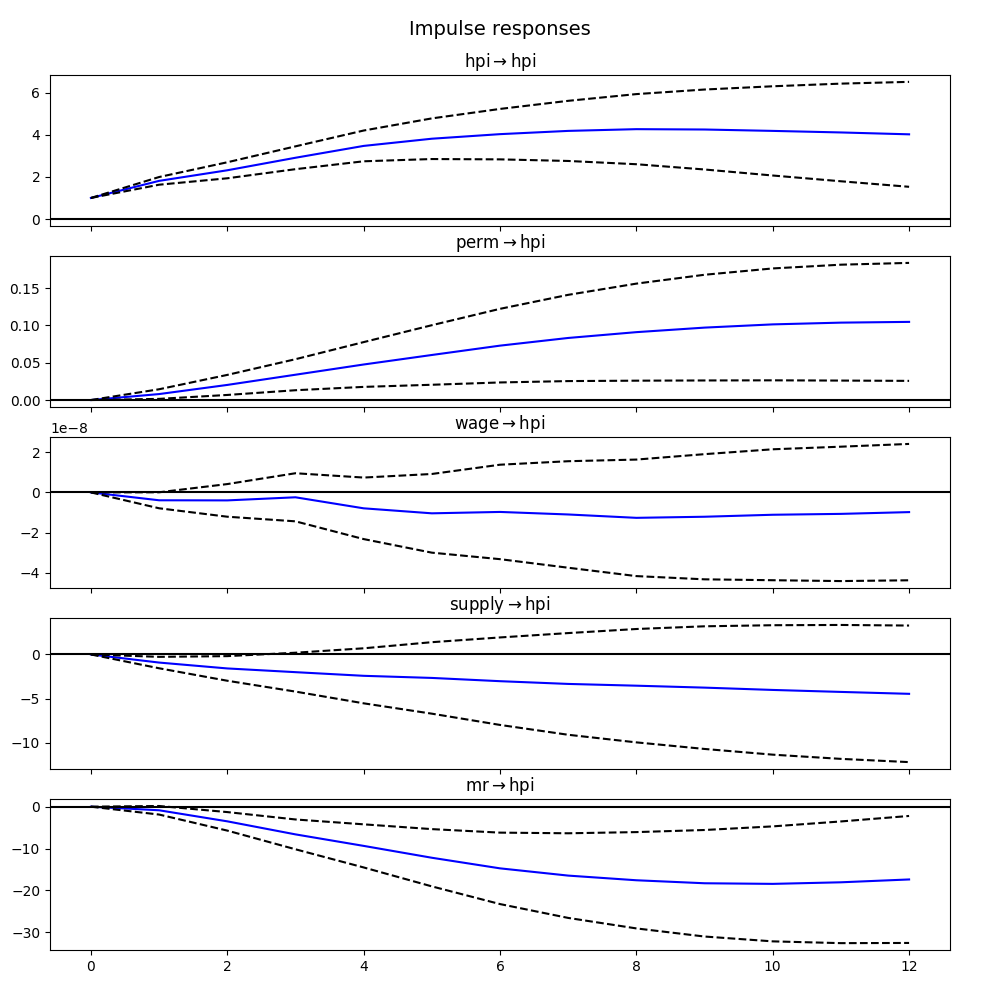 Impulse responses
hpi → hpi
6
4
2
0
perm → hpi
0.15
0.10
0.05
0.00
1e−8
wage → hpi
2
0
−2
−4
supply → hpi
0
−5
−10
mr → hpi
0
−10
−20
−30
0 2 4 6 8 10 12